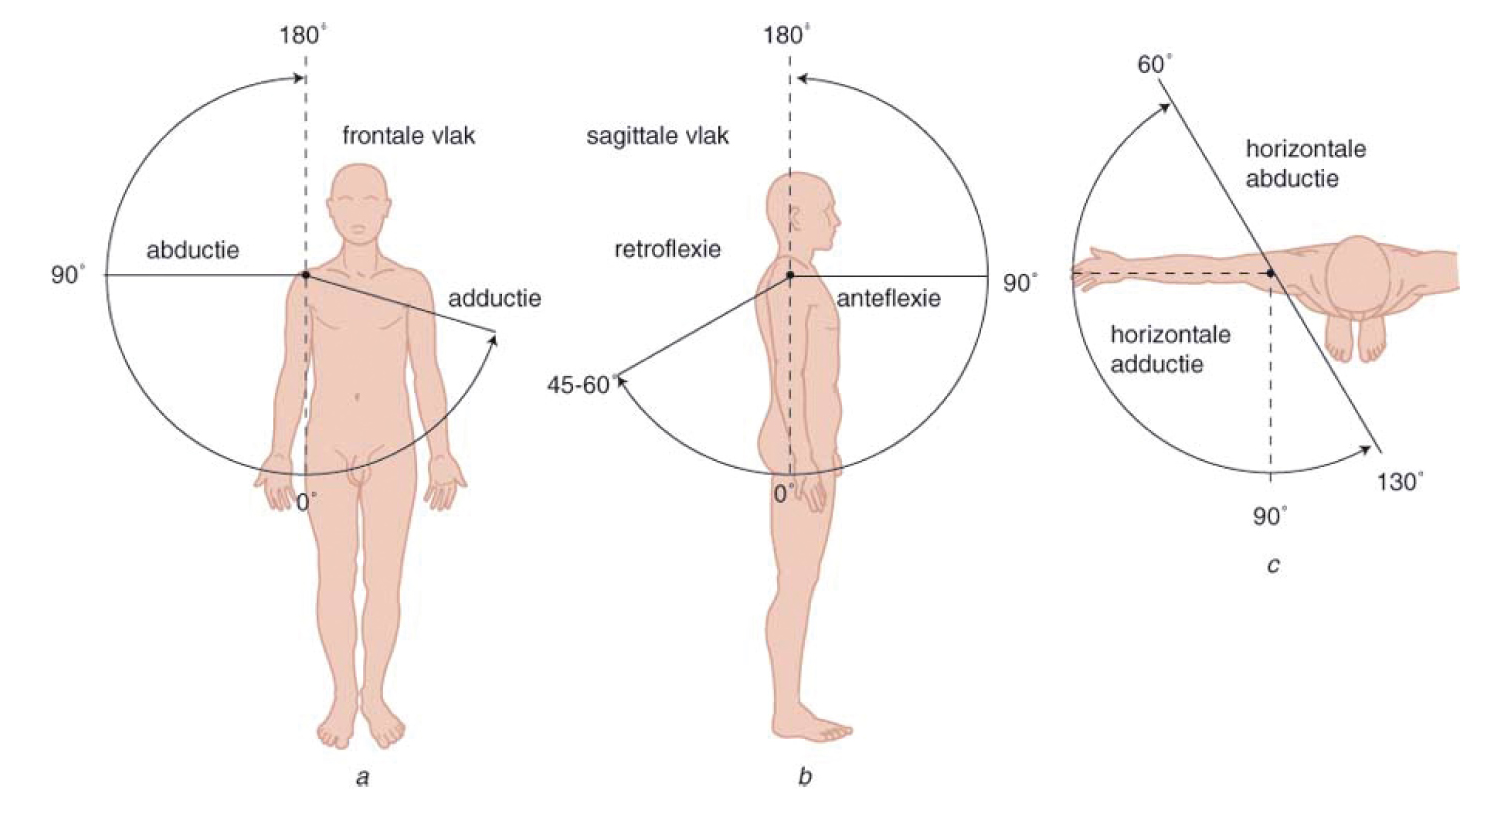 180°
frontale vlak
abductie
90°
adductie
0°
a
180°
sagittale vlak
retroflexie
90°
anteflexie
45-60°
0°
b
60°
horizontale
abductie
horizontale
adductie
130°
90°
c